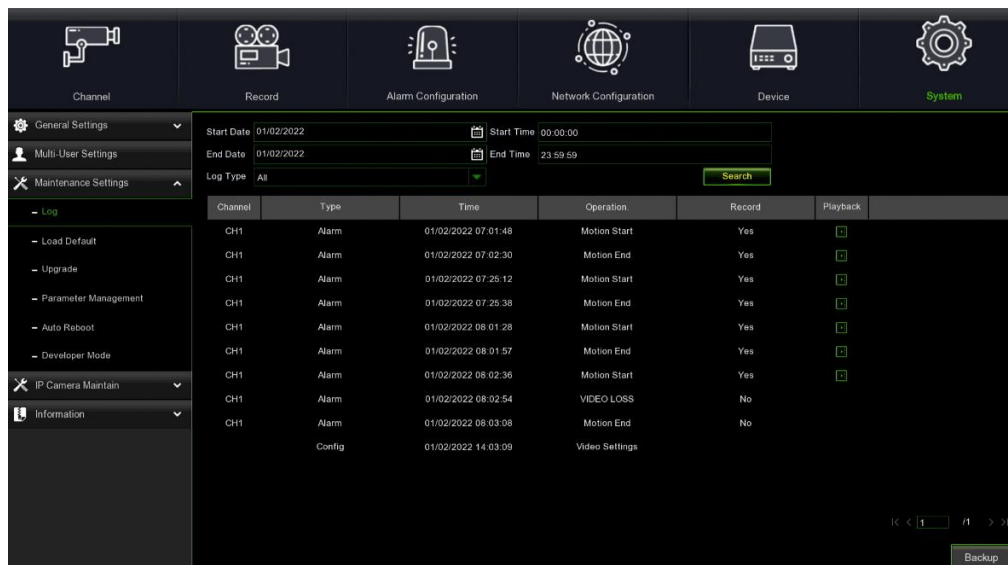 Channel Record Alarm Configuration Network Configuration Device System
General Settings
Multi-User Settings
Maintenance Settings
– Log
– Load Default
– Upgrade
– Parameter Management
– Auto Reboot
– Developer Mode
IP Camera Maintain
Information
Start Date 01/02/2022 Start Time 00:00:00
End Date 01/02/2022 End Time 23:59:59
Log Type All Search
Channel Type Time Operation. Record Playback
CH1 Alarm 01/02/2022 07:01:48 Motion Start Yes
CH1 Alarm 01/02/2022 07:02:30 Motion End Yes
CH1 Alarm 01/02/2022 07:25:12 Motion Start Yes
CH1 Alarm 01/02/2022 07:25:38 Motion End Yes
CH1 Alarm 01/02/2022 08:01:28 Motion Start Yes
CH1 Alarm 01/02/2022 08:01:57 Motion End Yes
CH1 Alarm 01/02/2022 08:02:36 Motion Start Yes
CH1 Alarm 01/02/2022 08:02:54 VIDEO LOSS No
CH1 Alarm 01/02/2022 08:03:08 Motion End No
Config 01/02/2022 14:03:09 Video Settings
|< < 1 /1 > >|
Backup